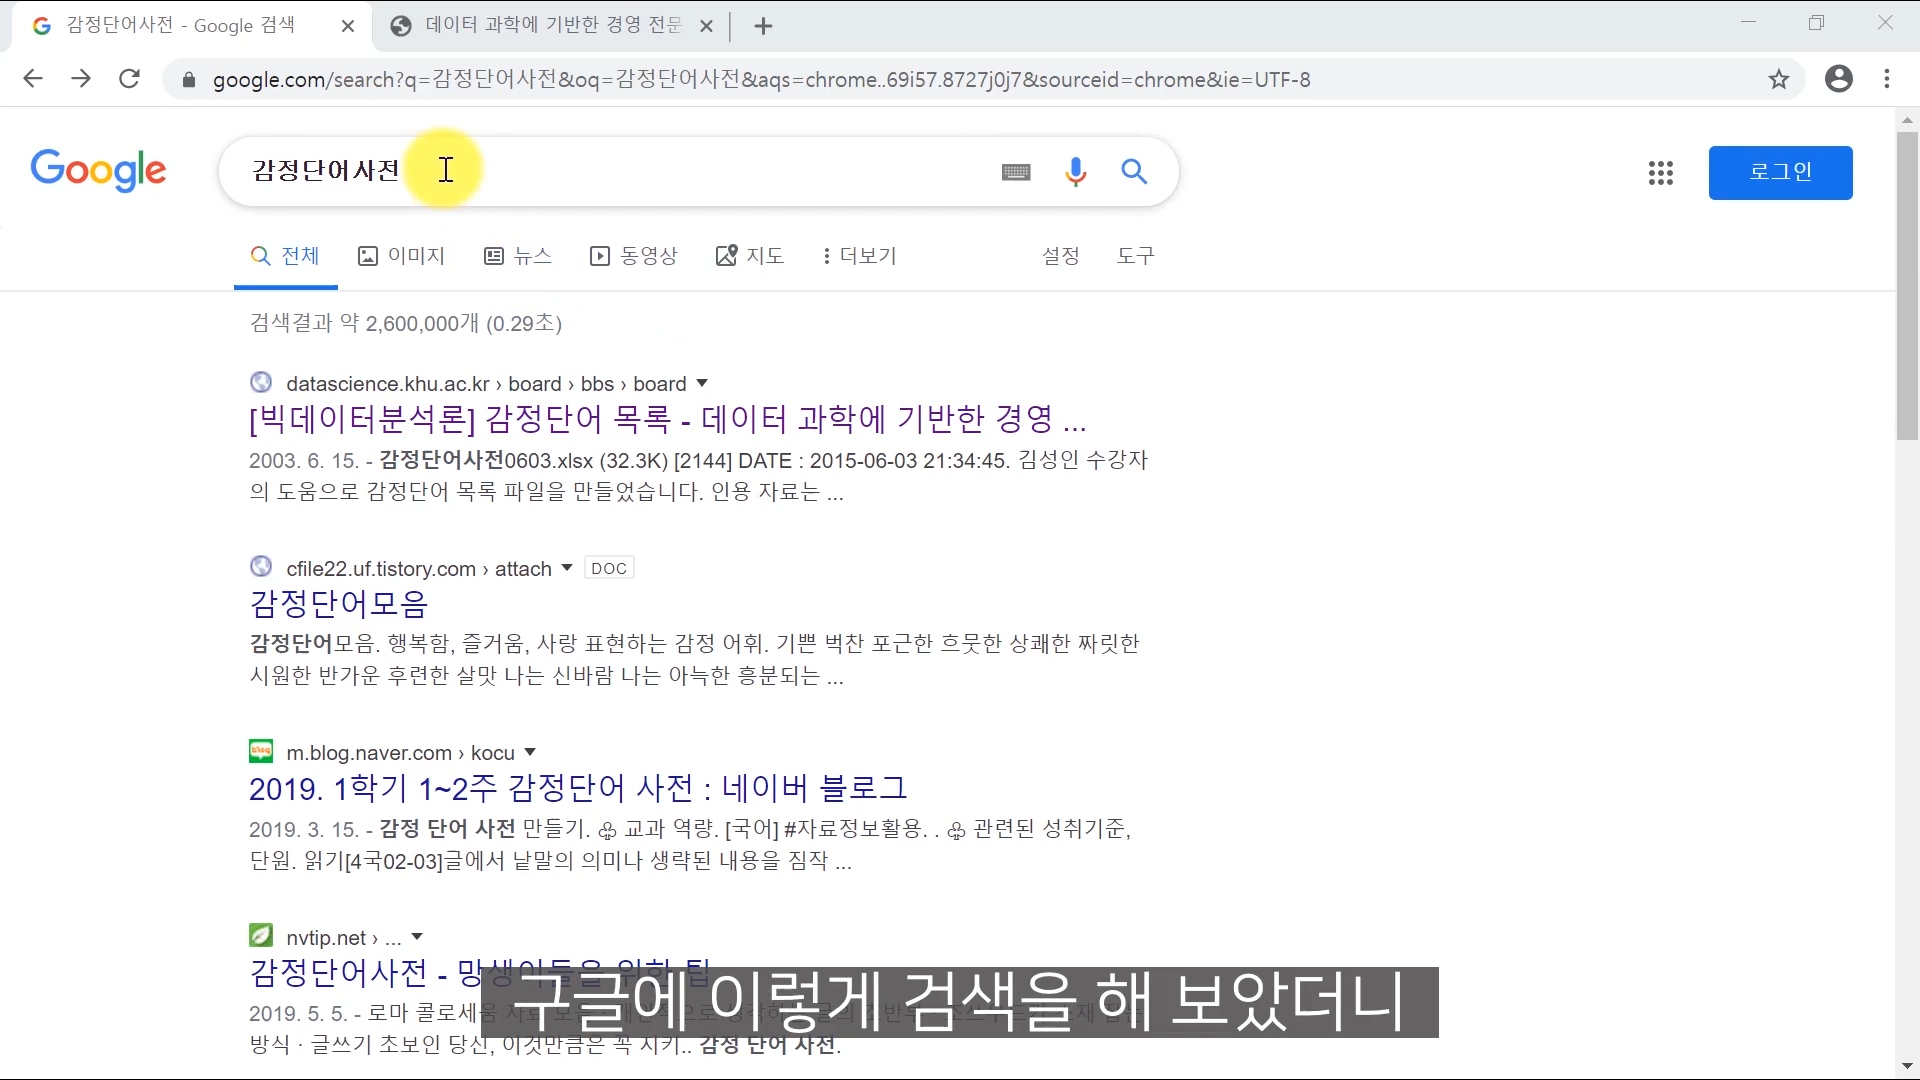 감정단어사전 - Google 검색
데이터 과학에 기반한 경영 전문
google.com/search?q=감정단어사전&oq=감정단어사전&aqs=chrome..69i57.8727j0j7&sourceid=chrome&ie=UTF-8
Google
감정단어사전
로그인
전체 이미지 뉴스 동영상 지도 더보기 설정 도구
검색결과 약 2,600,000개 (0.29초)
datascience.khu.ac.kr › board › bbs › board
[빅데이터분석론] 감정단어 목록 - 데이터 과학에 기반한 경영 ...
2003. 6. 15. - 감정단어사전0603.xlsx (32.3K) [2144] DATE : 2015-06-03 21:34:45. 김성인 수강자
의 도움으로 감정단어 목록 파일을 만들었습니다. 인용 자료는 ...
cfile22.uf.tistory.com › attach DOC
감정단어모음
감정단어모음. 행복함, 즐거움, 사랑 표현하는 감정 어휘. 기쁜 벅찬 포근한 흐뭇한 상쾌한 짜릿한
시원한 반가운 후련한 살맛 나는 신바람 나는 아늑한 흥분되는 ...
m.blog.naver.com › kocu
2019. 1학기 1~2주 감정단어 사전 : 네이버 블로그
2019. 3. 15. - 감정 단어 사전 만들기. ♧ 교과 역량. [국어] #자료정보활용. . ♧ 관련된 성취기준,
단원. 읽기[4국02-03]글에서 낱말의 의미나 생략된 내용을 짐작 ...
nvtip.net › ...
감정단어사전 - 망생이들을 위한 팁
2019. 5. 5. - 로마 콜로세움 자료
방식 · 글쓰기 초보인 당신, 이것만큼은 꼭 지키.. 감정 단어 사전.
구글에 이렇게 검색을 해 보았더니